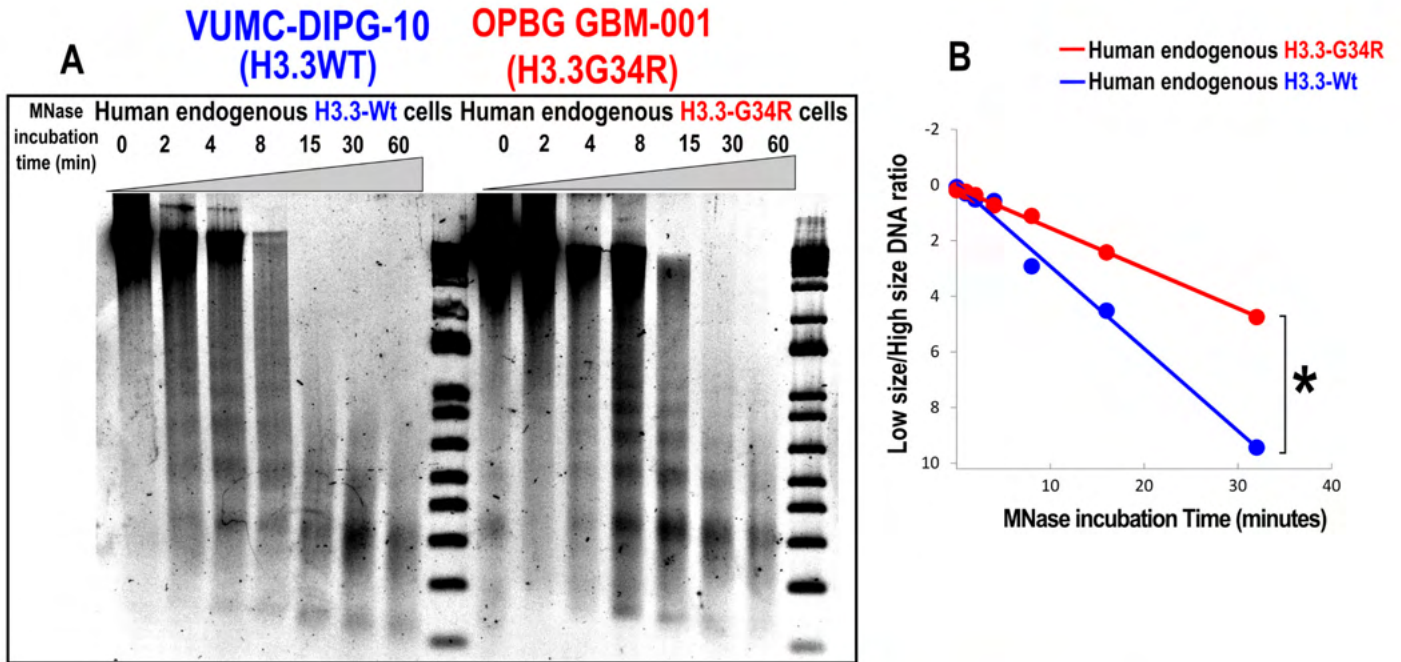 VUMC-DIPG-10
(H3.3WT)
OPBG GBM-001
(H3.3G34R)
A
MNase
incubation
time (min)
Human endogenous H3.3-Wt cells
0 2 4 8 15 30 60
Human endogenous H3.3-G34R cells
0 2 4 8 15 30 60
B
Human endogenous H3.3-G34R
Human endogenous H3.3-Wt
Low size/High size DNA ratio
-2
0
2
4
6
8
10
*
10 20 30 40
MNase incubation Time (minutes)